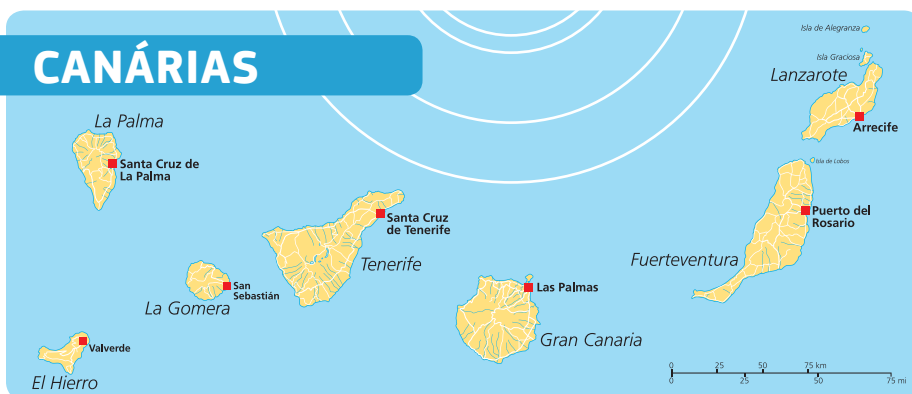 CANÁRIAS
Isla de Alegranza
Isla Graciosa
Lanzarote
Arrecife
La Palma
Santa Cruz de
La Palma
Isla de Lobos
Santa Cruz
de Tenerife
Puerto del
Rosario
Tenerife
Fuerteventura
San
Sebastián
La Gomera
Las Palmas
Gran Canaria
Valverde
El Hierro
0 25 50 75 km
0 25 50 75 mi